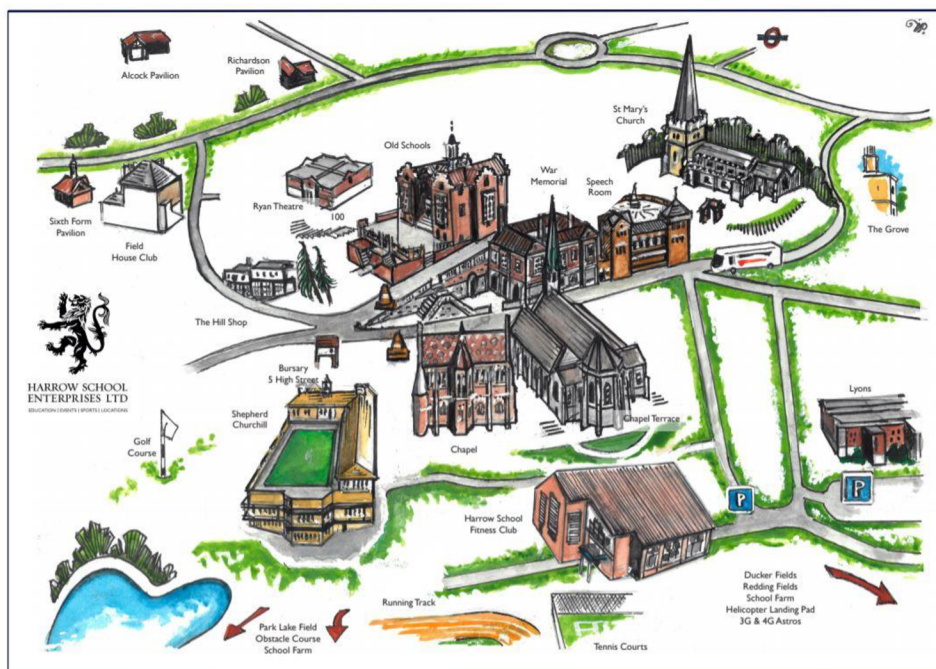 Alcock Pavilion
Richardson
Pavilion
St Mary's
Church
Old Schools
War
Memorial
Speech
Room
Ryan Theatre
100
Sixth Form
Pavilion
Field
House Club
The Grove
The Hill Shop
HARROW SCHOOL
ENTERPRISES LTD
EDUCATION | EVENTS | SPORTS | LOCATIONS
Bursary
5 High Street
Shepherd
Churchill
Golf
Course
Chapel
Chapel Terrace
Lyons
P
P
Harrow School
Fitness Club
Running Track
Park Lake Field
Obstacle Course
School Farm
Tennis Courts
Ducker Fields
Redding Fields
School Farm
Helicopter Landing Pad
3G & 4G Astros